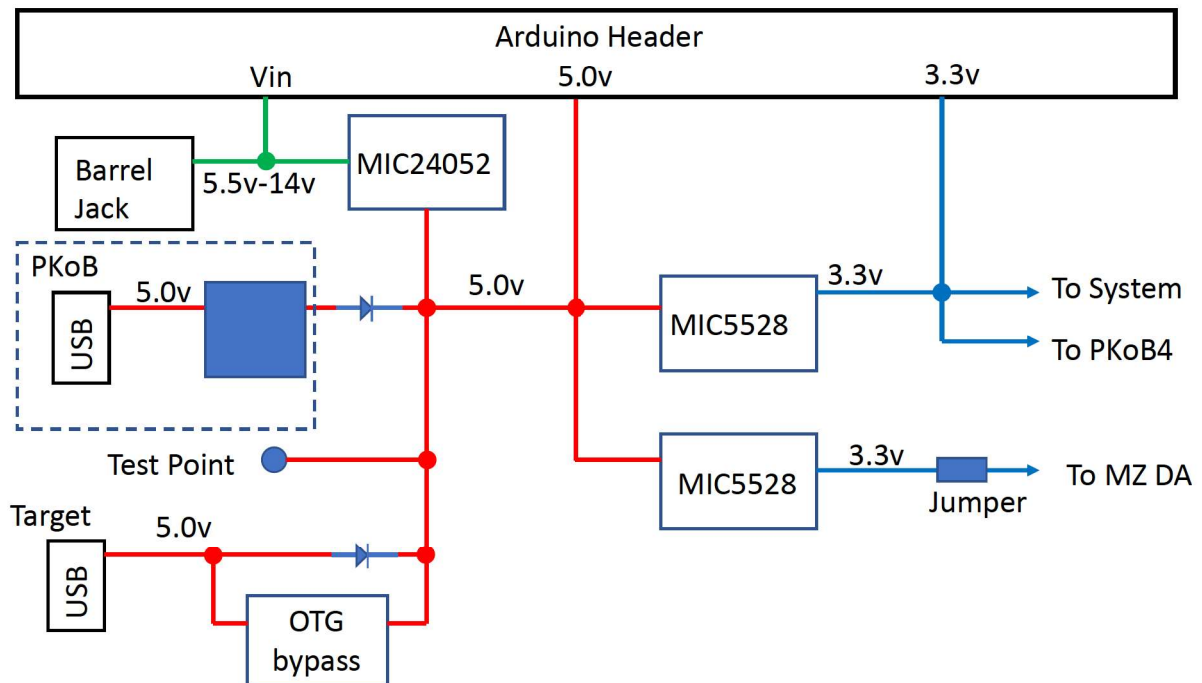 Arduino Header
Vin
5.0v
3.3v
Barrel
Jack
5.5v-14v
MIC24052
PKoB
USB
5.0v
5.0v
MIC5528
3.3v
To System
To PKoB4
Test Point
MIC5528
3.3v
Jumper
To MZ DA
Target
USB
5.0v
OTG
bypass